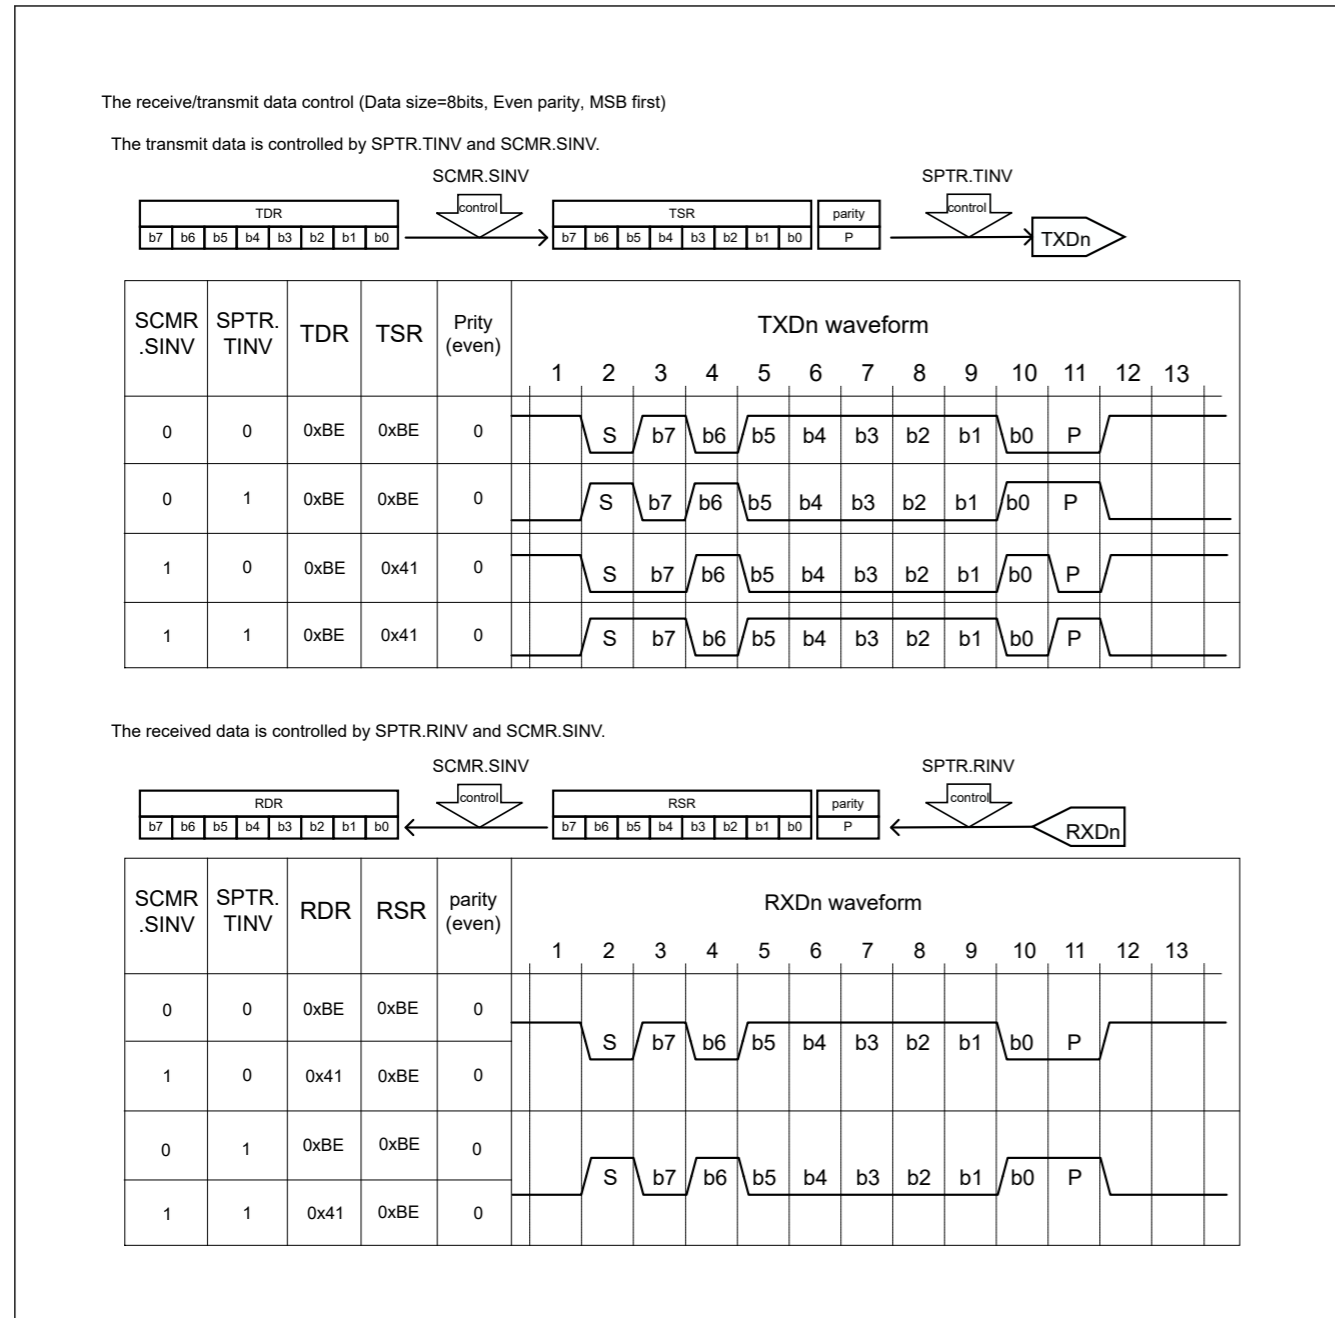 The receive/transmit data control (Data size=8bits, Even parity, MSB first)
The transmit data is controlled by SPTR.TINV and SCMR.SINV.
SCMR.SINV SPTR.TINV
control control
TDR TSR parity
b7 b6 b5 b4 b3 b2 b1 b0 b7 b6 b5 b4 b3 b2 b1 b0 P TXDn
SCMR .SINV SPTR. TINV TDR TSR Prity (even) TXDn waveform
1 2 3 4 5 6 7 8 9 10 11 12 13
0 0 0xBE 0xBE 0 S b7 b6 b5 b4 b3 b2 b1 b0 P
0 1 0xBE 0xBE 0 S b7 b6 b5 b4 b3 b2 b1 b0 P
1 0 0xBE 0x41 0 S b7 b6 b5 b4 b3 b2 b1 b0 P
1 1 0xBE 0x41 0 S b7 b6 b5 b4 b3 b2 b1 b0 P
The received data is controlled by SPTR.RINV and SCMR.SINV.
SCMR.SINV SPTR.RINV
control control
RDR RSR parity
b7 b6 b5 b4 b3 b2 b1 b0 b7 b6 b5 b4 b3 b2 b1 b0 P RXDn
SCMR .SINV SPTR. TINV RDR RSR parity (even) RXDn waveform
1 2 3 4 5 6 7 8 9 10 11 12 13
0 0 0xBE 0xBE 0
S b7 b6 b5 b4 b3 b2 b1 b0 P
1 0 0x41 0xBE 0
0 1 0xBE 0xBE 0
S b7 b6 b5 b4 b3 b2 b1 b0 P
1 1 0x41 0xBE 0